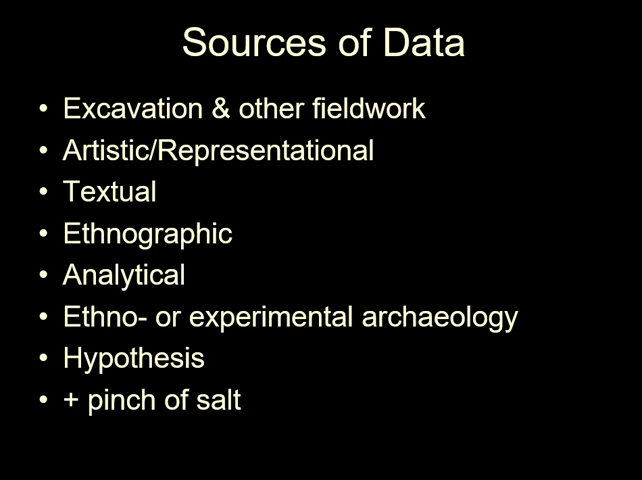 Sources of Data
• Excavation & other fieldwork
• Artistic/Representational
• Textual
• Ethnographic
• Analytical
• Ethno- or experimental archaeology
• Hypothesis
• + pinch of salt